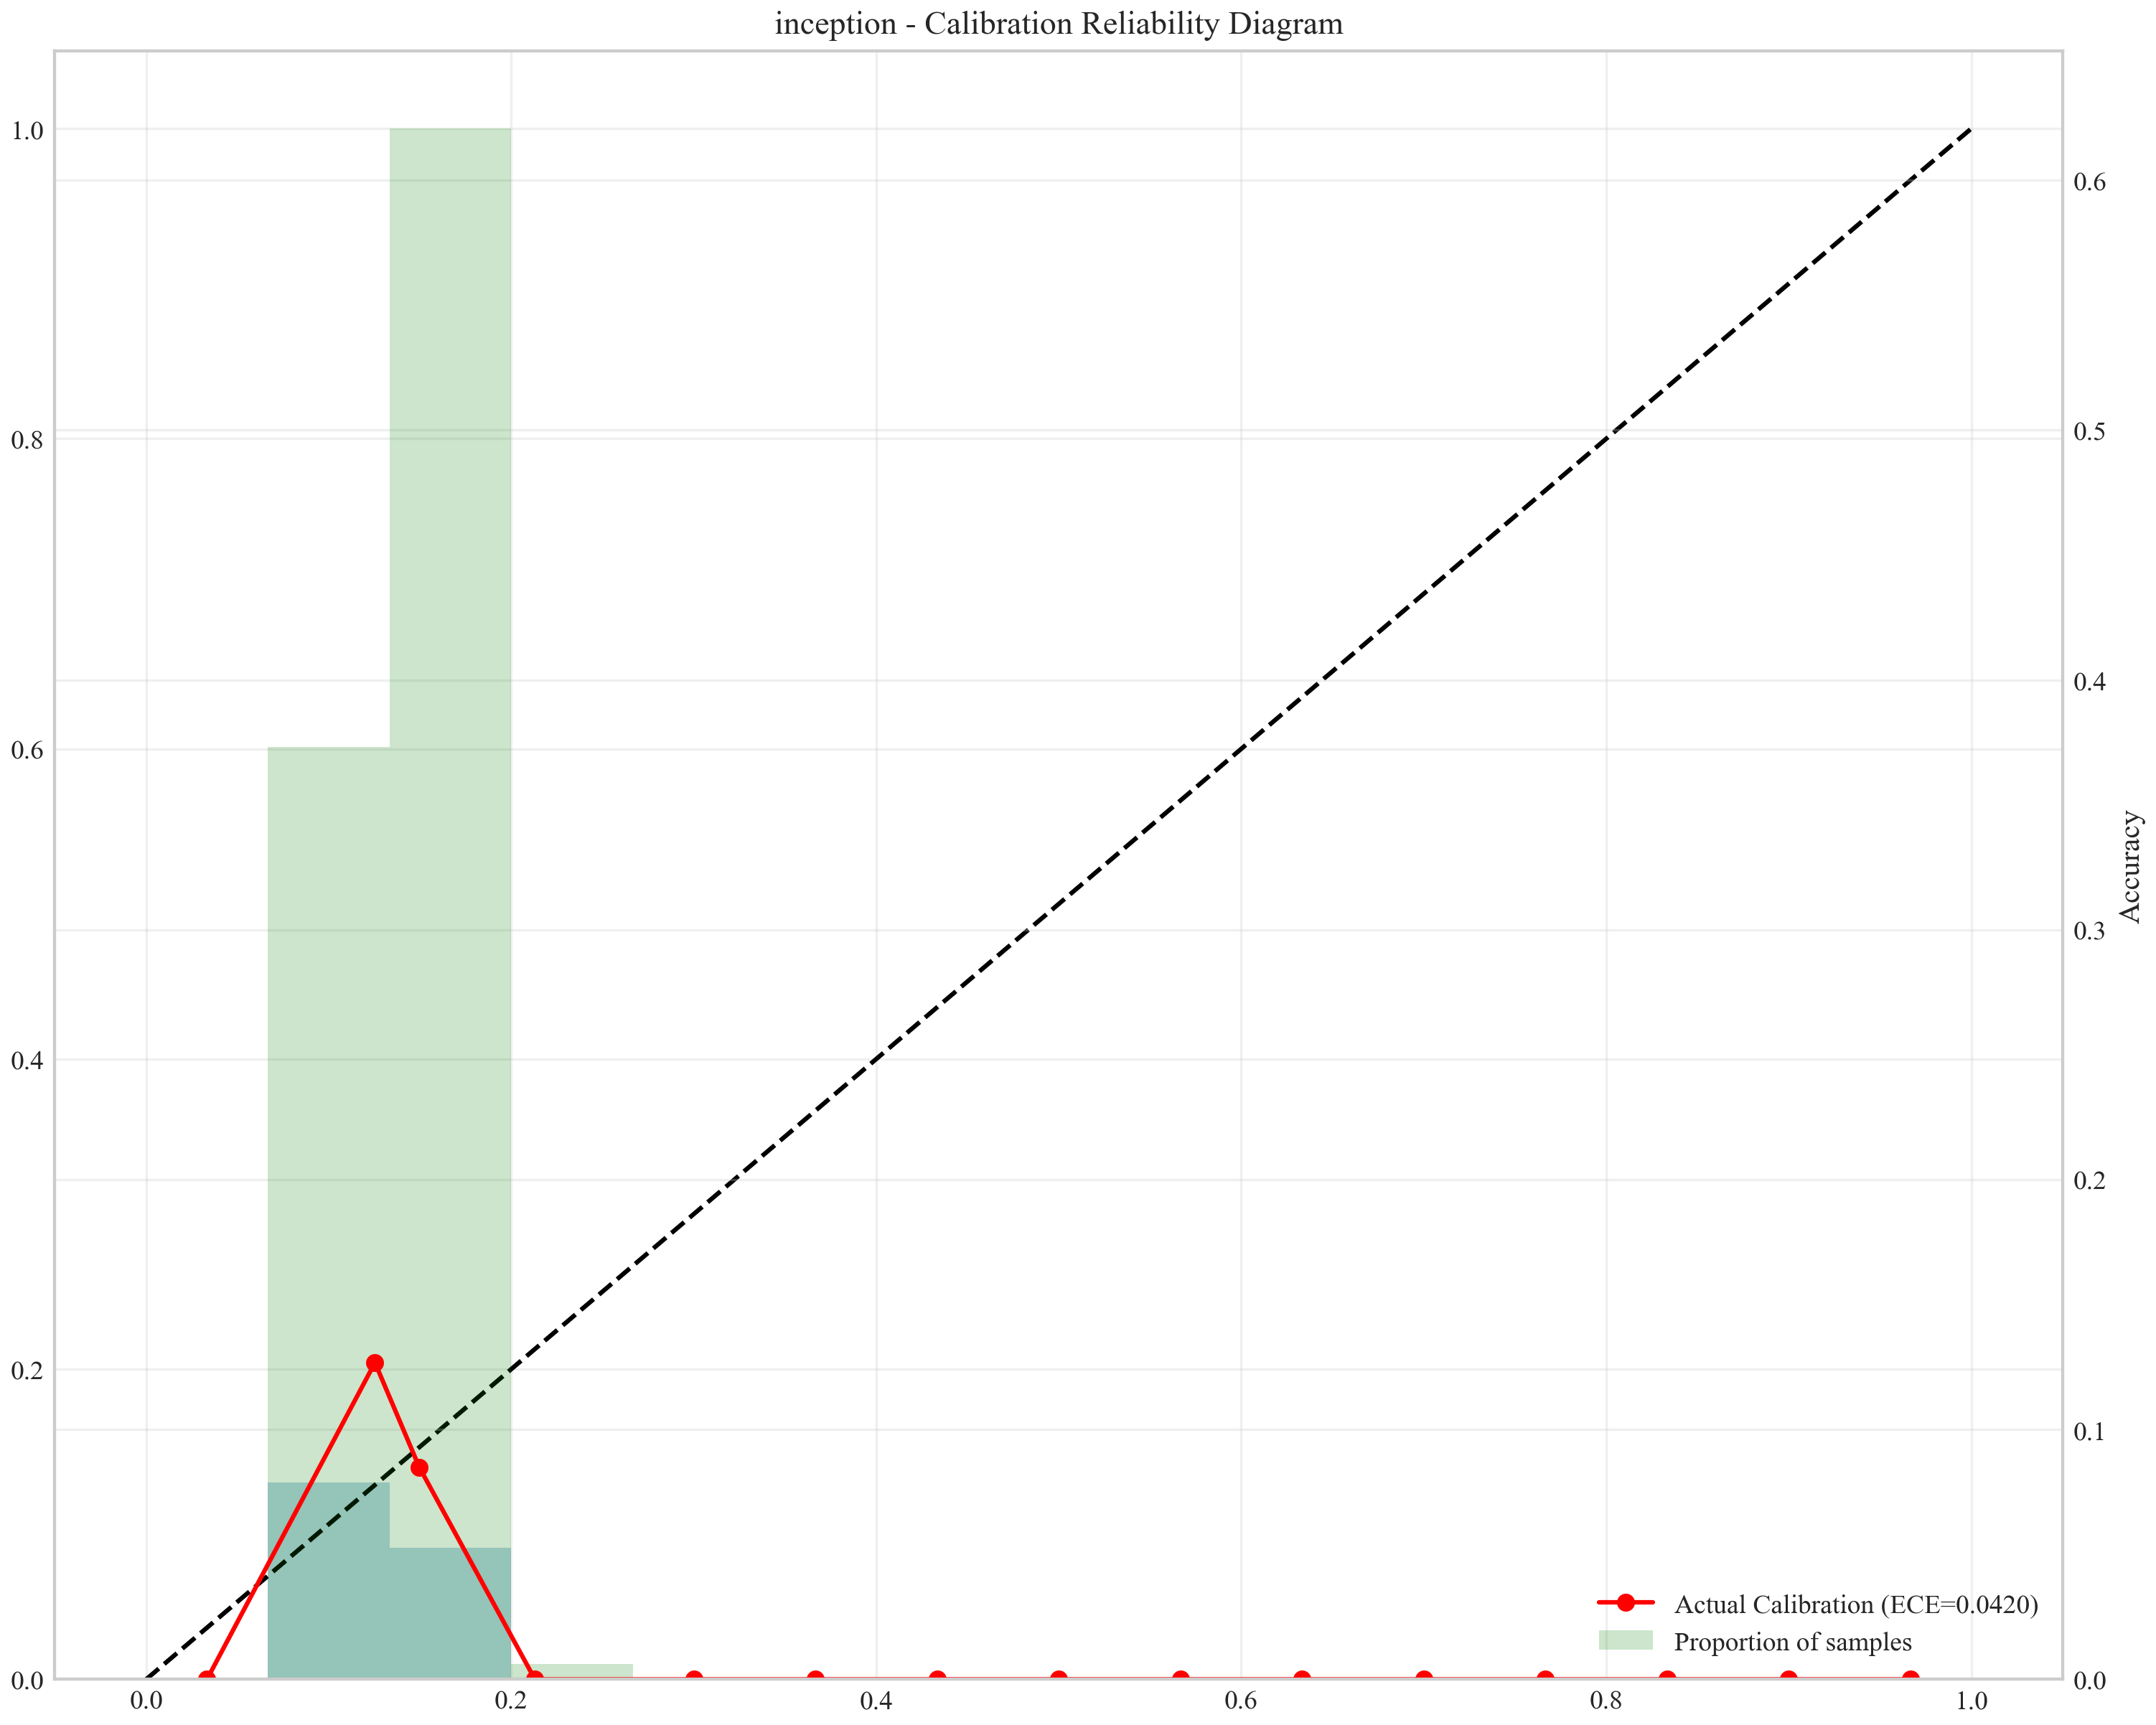 inception - Calibration Reliability Diagram
1.0
0.8
0.6
0.4
0.2
0.0
0.6
0.5
0.4
0.3
0.2
0.1
0.0
Accuracy
Actual Calibration (ECE=0.0420)
Proportion of samples
0.0 0.2 0.4 0.6 0.8 1.0